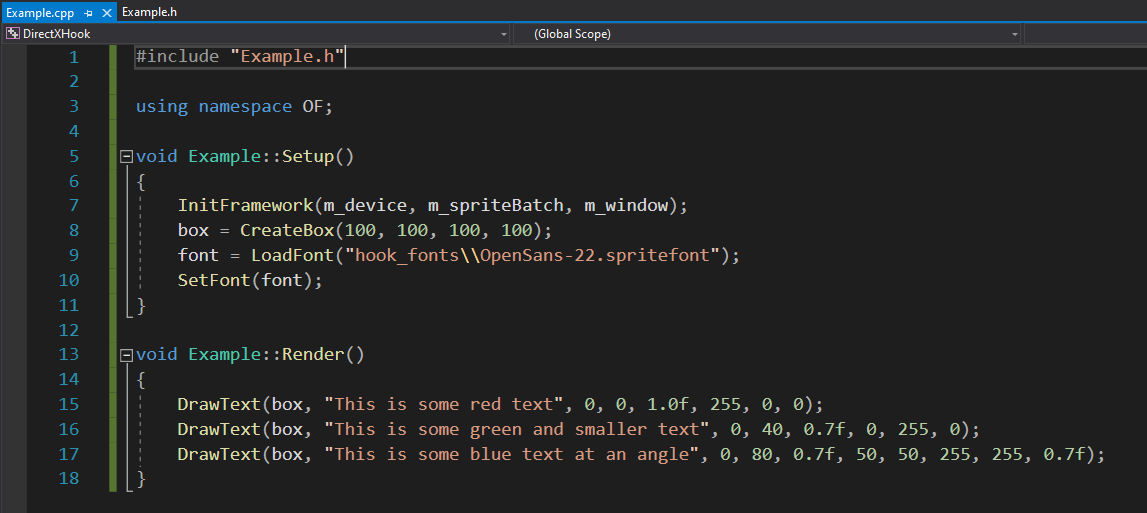 Example.cpp Example.h
DirectXHook (Global Scope)
1 #include "Example.h"
2
3 using namespace OF;
4
5 void Example::Setup()
6 {
7 InitFramework(m_device, m_spriteBatch, m_window);
8 box = CreateBox(100, 100, 100, 100);
9 font = LoadFont("hook_fonts\\OpenSans-22.spritefont");
10 SetFont(font);
11 }
12
13 void Example::Render()
14 {
15 DrawText(box, "This is some red text", 0, 0, 1.0f, 255, 0, 0);
16 DrawText(box, "This is some green and smaller text", 0, 40, 0.7f, 0, 255, 0);
17 DrawText(box, "This is some blue text at an angle", 0, 80, 0.7f, 50, 50, 255, 255, 0.7f);
18 }